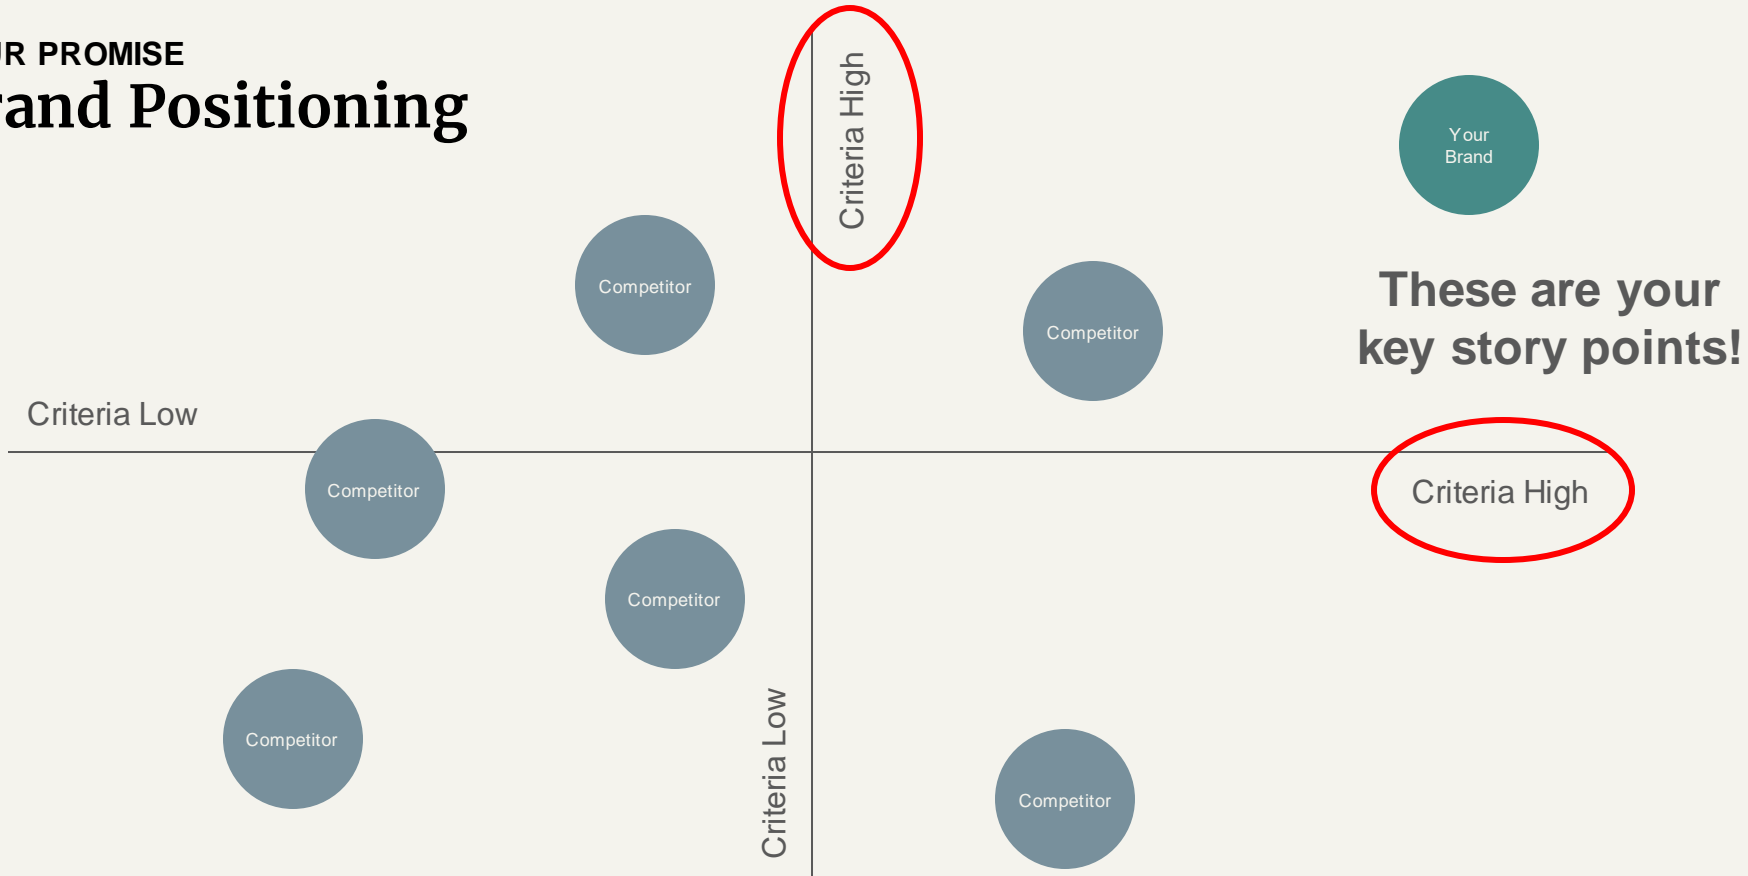 UR PROMISE
rand Positioning
Criteria High
Your
Brand
Competitor
Competitor
These are your
key story points!
Criteria Low
Competitor
Criteria High
Competitor
Competitor
Criteria Low
Competitor